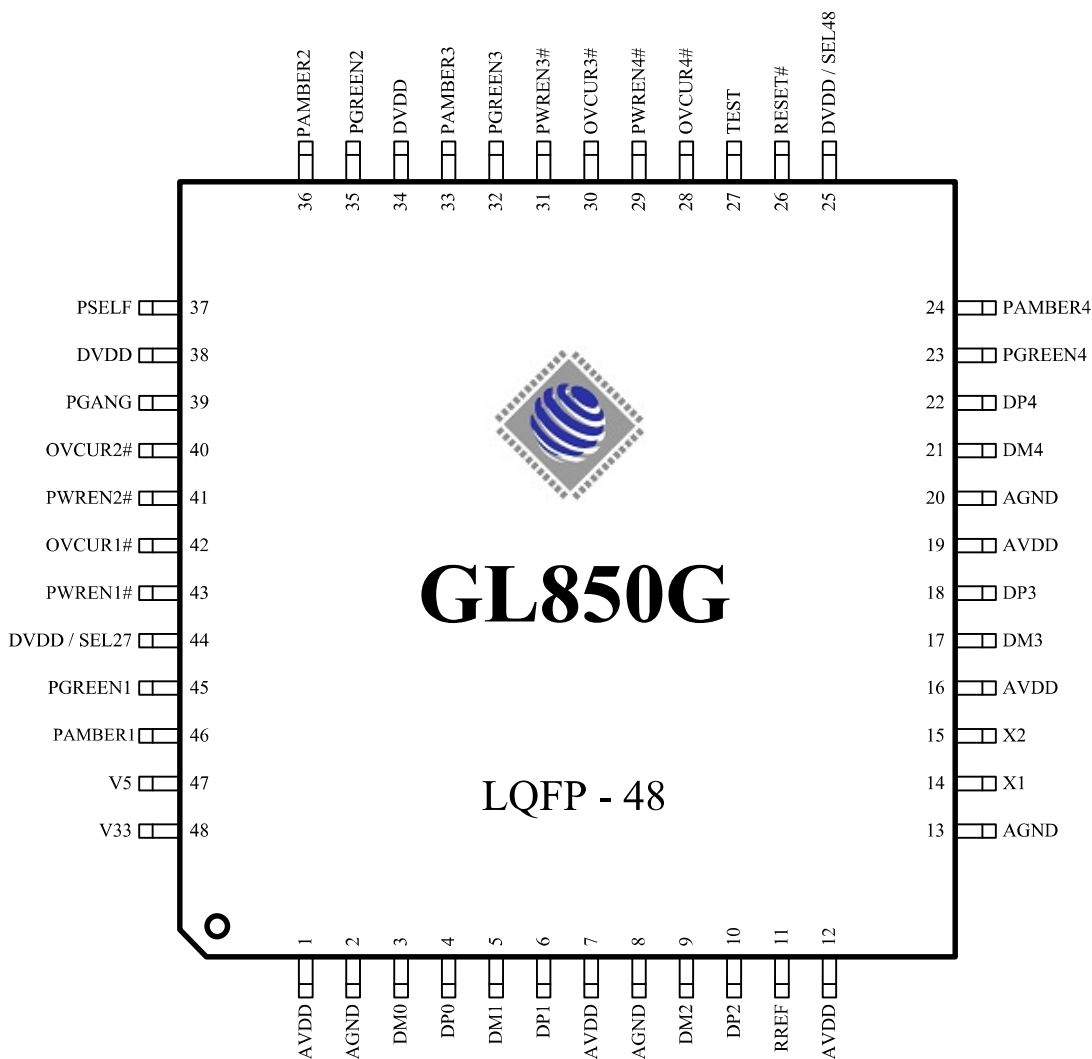 PAMBER2
PGREEN2
DVDD
PAMBER3
PGREEN3
PWREN3#
OVCUR3#
PWREN4#
OVCUR4#
TEST
RESET#
DVDD / SEL48
36
35
34
33
32
31
30
29
28
27
26
25
PSELF 37
DVDD 38
PGANG 39
OVCUR2# 40
PWREN2# 41
OVCUR1# 42
PWREN1# 43
DVDD / SEL27 44
PGREEN1 45
PAMBER1 46
V5 47
V33 48
24 PAMBER4
23 PGREEN4
22 DP4
21 DM4
20 AGND
19 AVDD
18 DP3
17 DM3
16 AVDD
15 X2
14 X1
13 AGND
GL850G
LQFP - 48
1
2
3
4
5
6
7
8
9
10
11
12
AVDD
AGND
DM0
DP0
DM1
DP1
AVDD
AGND
DM2
DP2
RREF
AVDD